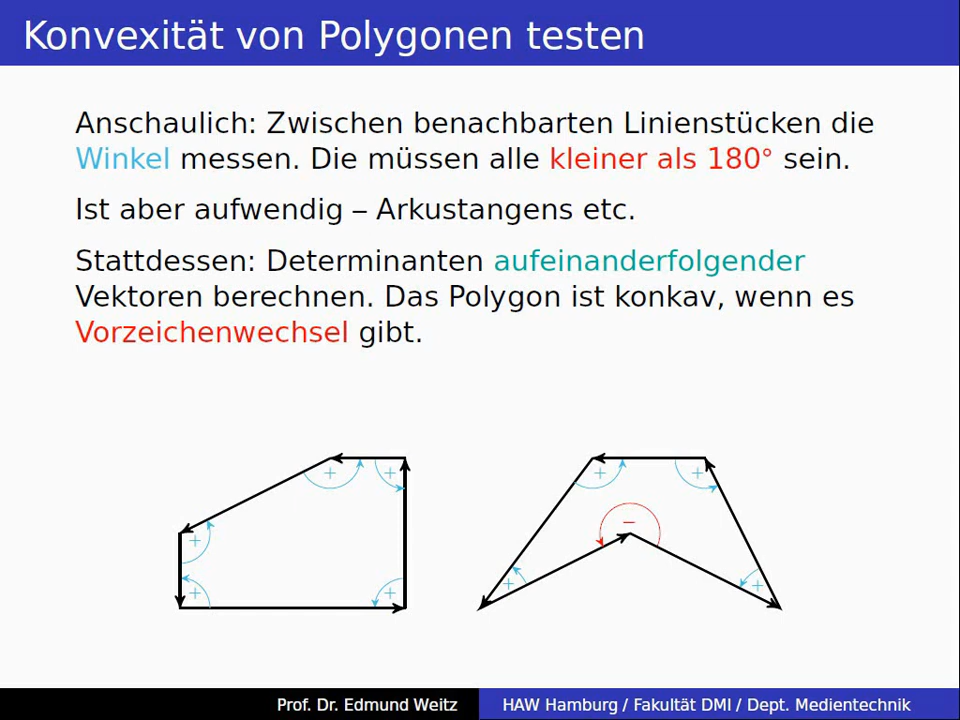 Konvexität von Polygonen testen
Anschaulich: Zwischen benachbarten Linienstücken die
Winkel messen. Die müssen alle kleiner als 180° sein.
Ist aber aufwendig – Arkustangens etc.
Stattdessen: Determinanten aufeinanderfolgender
Vektoren berechnen. Das Polygon ist konkav, wenn es
Vorzeichenwechsel gibt.
+ +
+
+ +
+ +
−
+ +
Prof. Dr. Edmund Weitz
HAW Hamburg / Fakultät DMI / Dept. Medientechnik